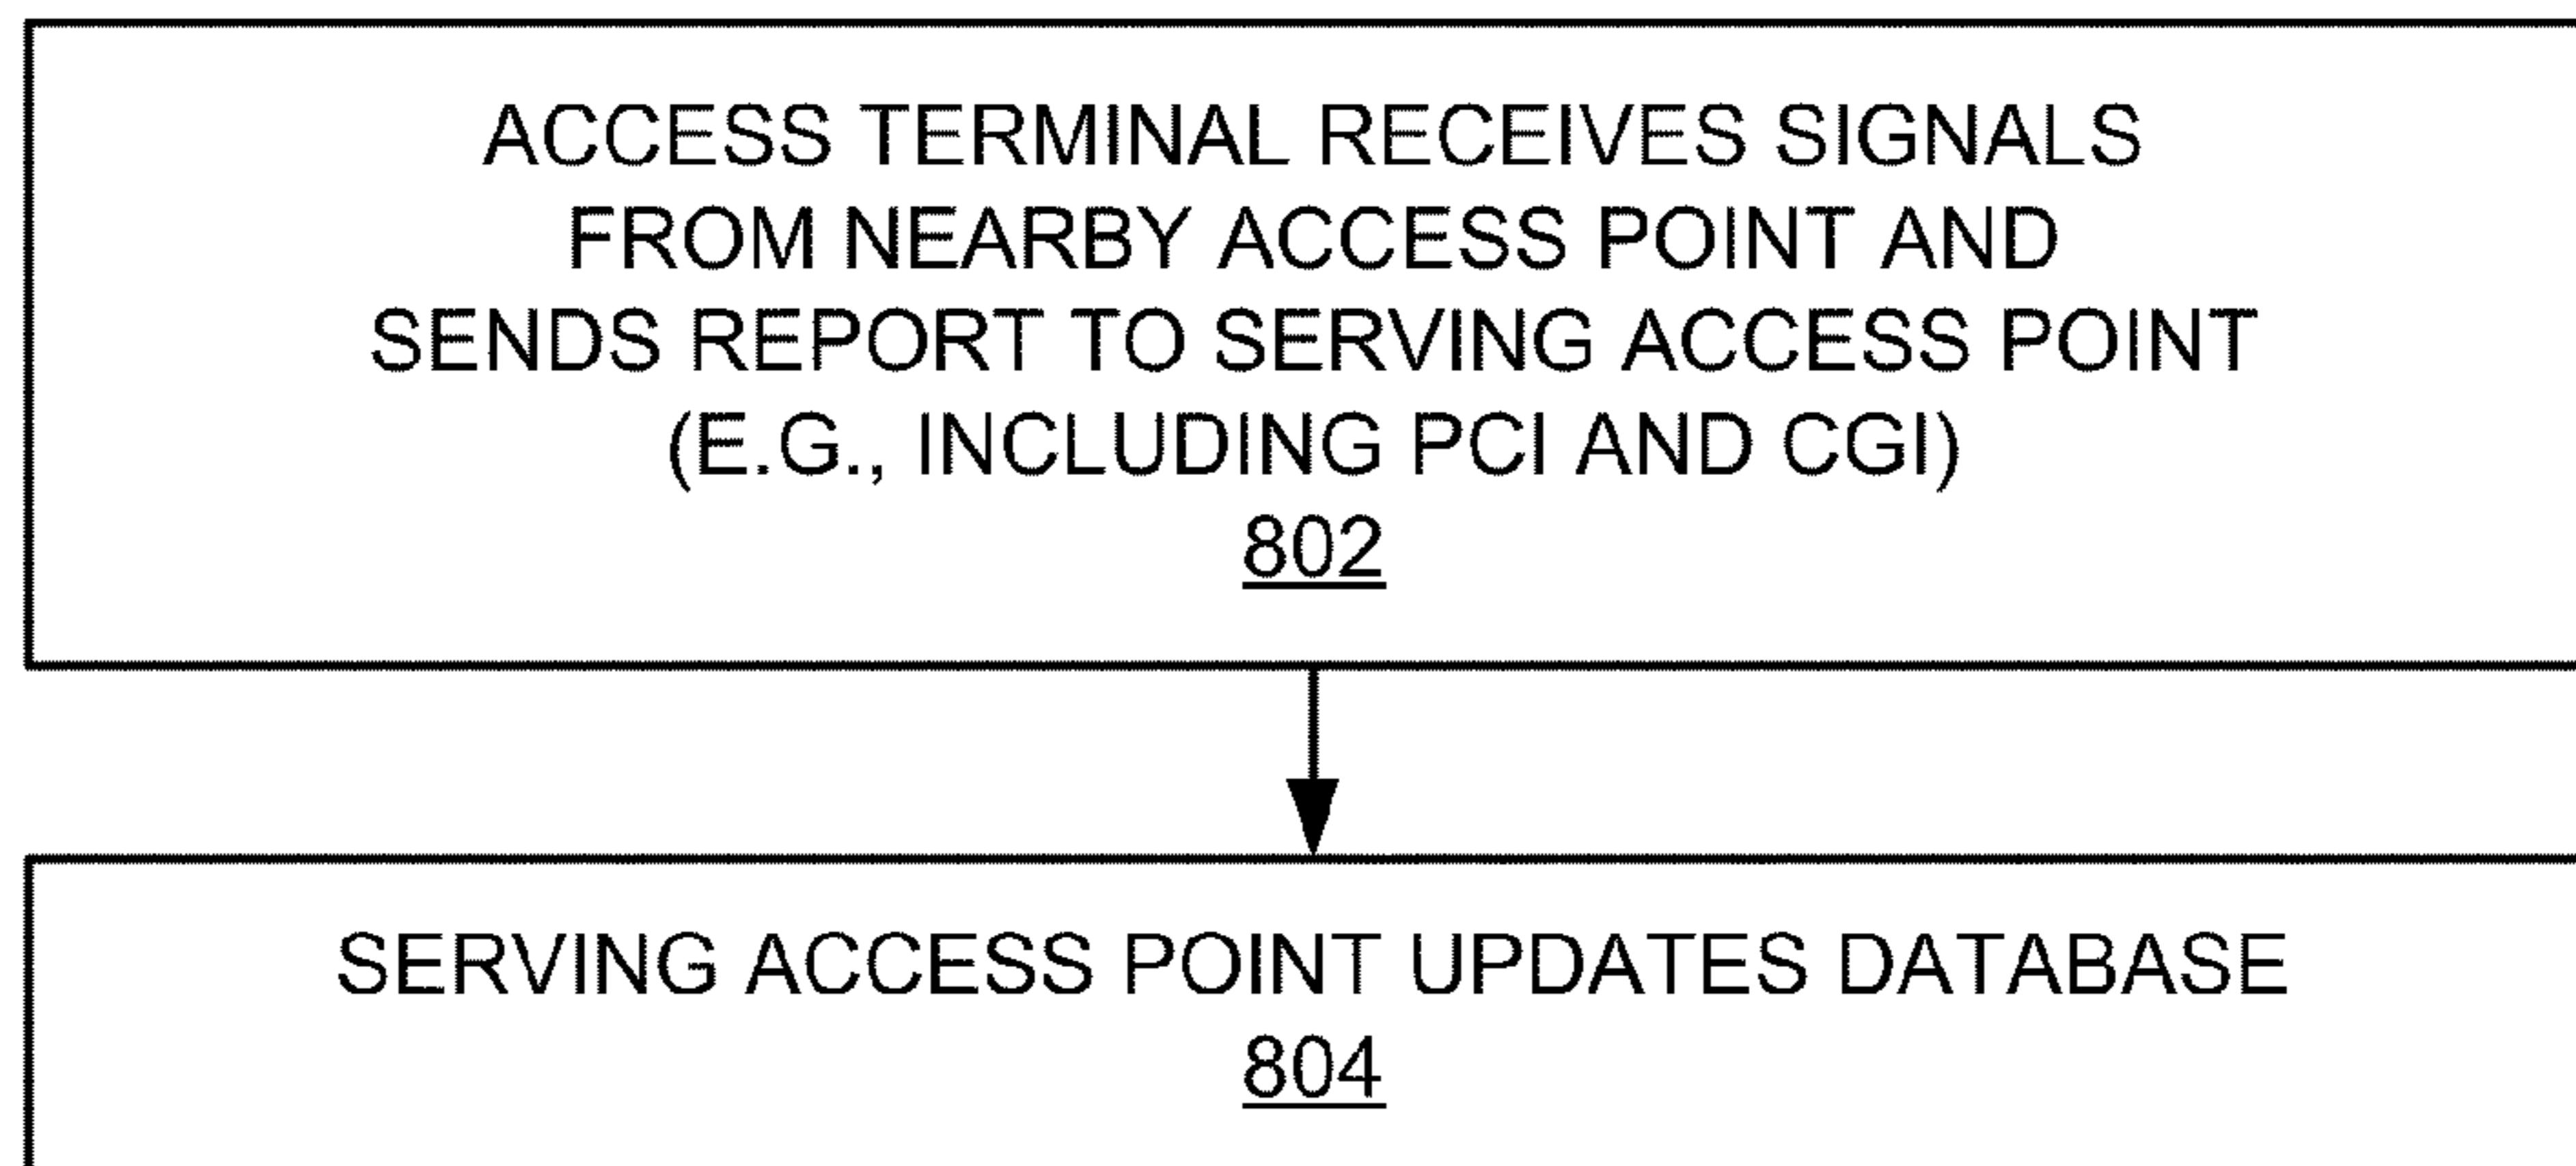 ACCESS TERMINAL RECEIVES SIGNALS
FROM NEARBY ACCESS POINT AND
SENDS REPORT TO SERVING ACCESS POINT
(E.G., INCLUDING PCI AND CGI)
802
SERVING ACCESS POINT UPDATES DATABASE
804